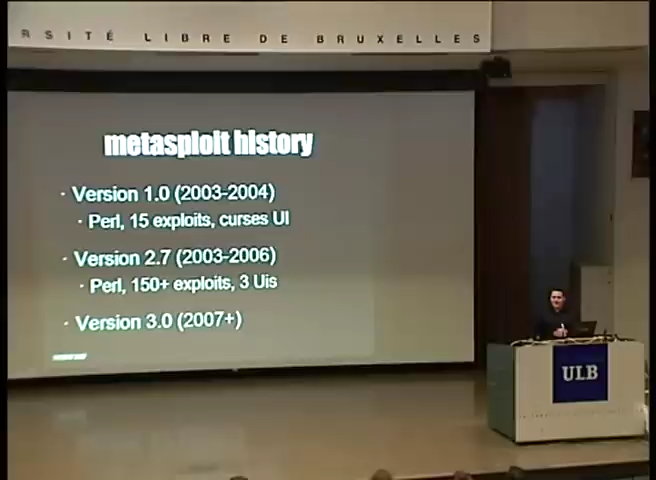 RSITÉ LIBRE DE BRUXELLES
metasploit history
· Version 1.0 (2003-2004)
· Perl, 15 exploits, curses UI
· Version 2.7 (2003-2006)
· Perl, 150+ exploits, 3 Uis
· Version 3.0 (2007+)
ULB